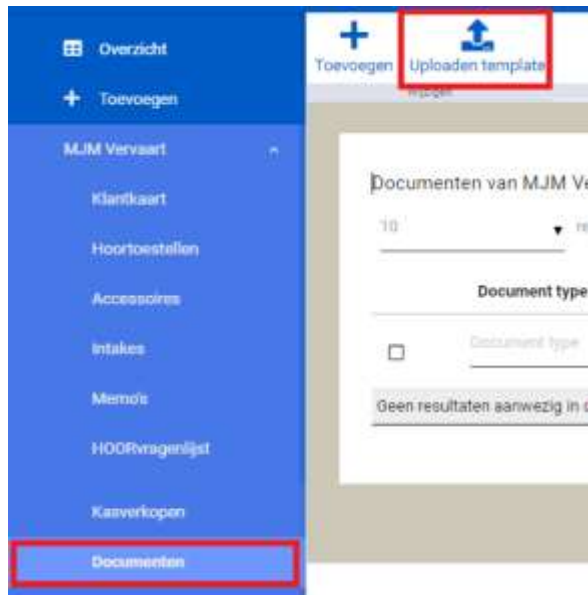 Overzicht
Toevoegen
MJM Vervaart
Klantkaart
Hoortoestellen
Accessoires
Intakes
Memo's
HOORvragenlijst
Kasverkopen
Documenten
Toevoegen
Uploaden template
Documenten van MJM Ve
10
Document type
Document type
Geen resultaten aanwezig in